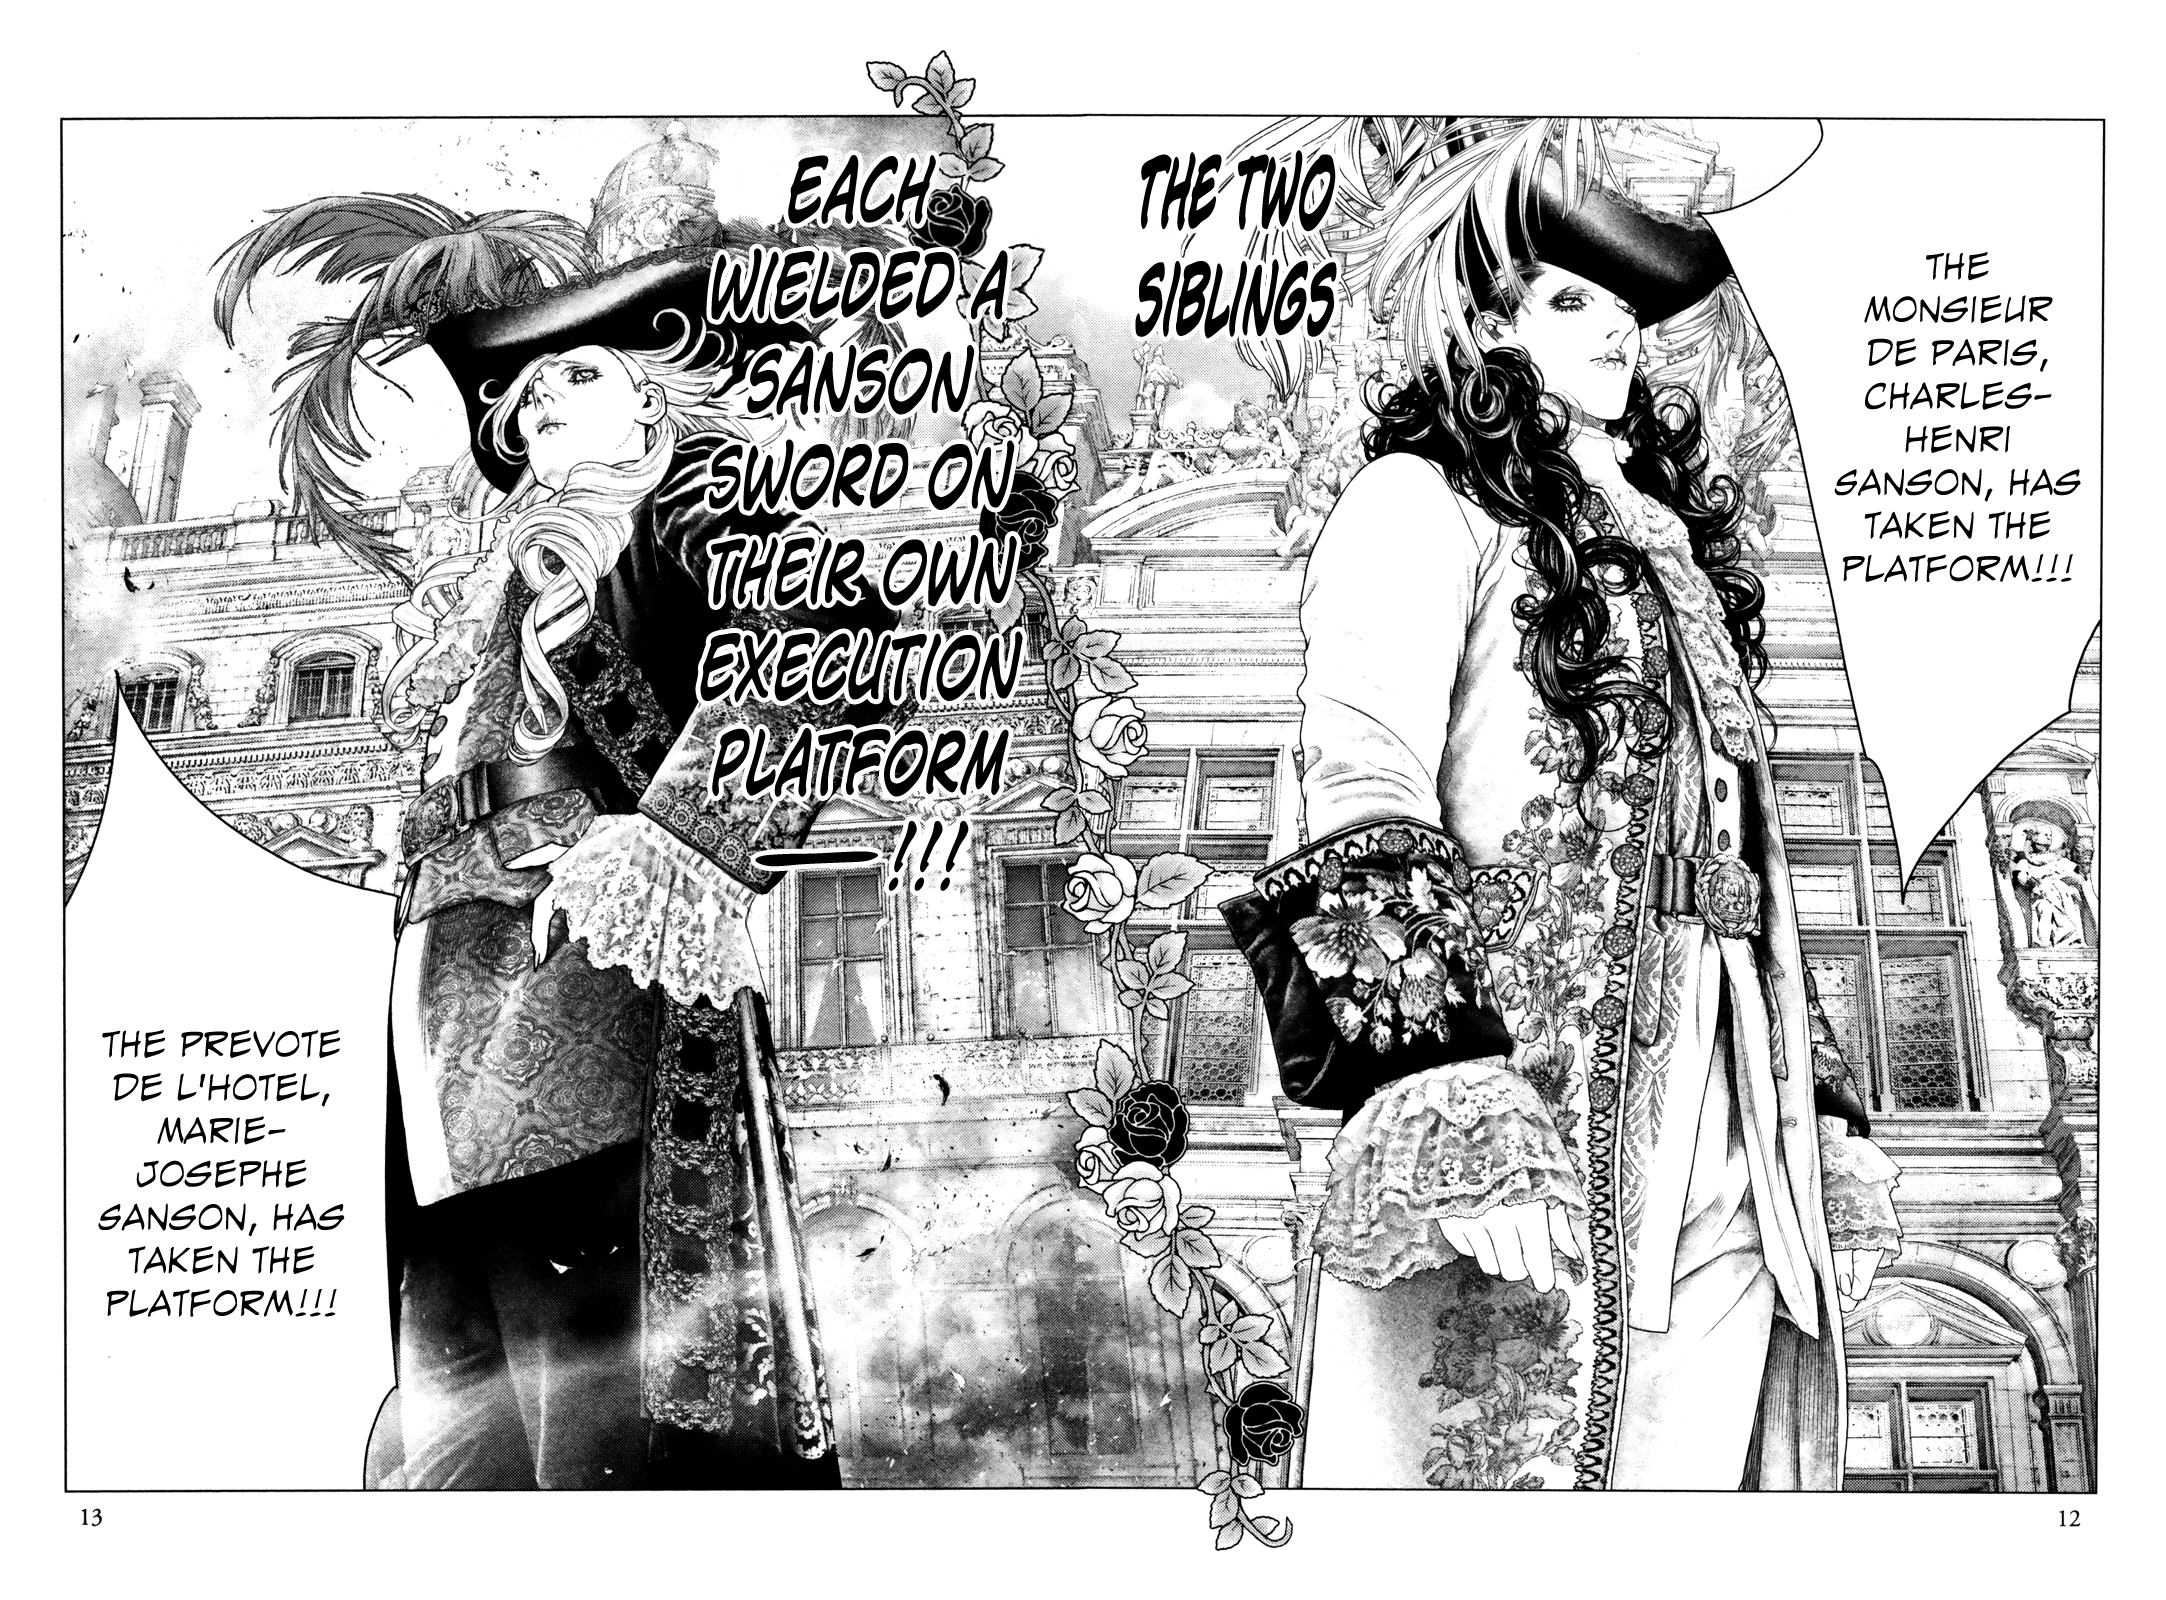 THE
MONSIEUR
DE PARIS,
CHARLES-
HENRI
SANSON, HAS
TAKEN THE
PLATFORM!!!
THE TWO
SIBLINGS
EACH
WIELDED A
SANSON
SWORD ON
THEIR OWN
EXECUTION
PLATFORM
—!!!
THE PREVOTE
DE L'HOTEL,
MARIE-
JOSEPHE
SANSON, HAS
TAKEN THE
PLATFORM!!!
13
12